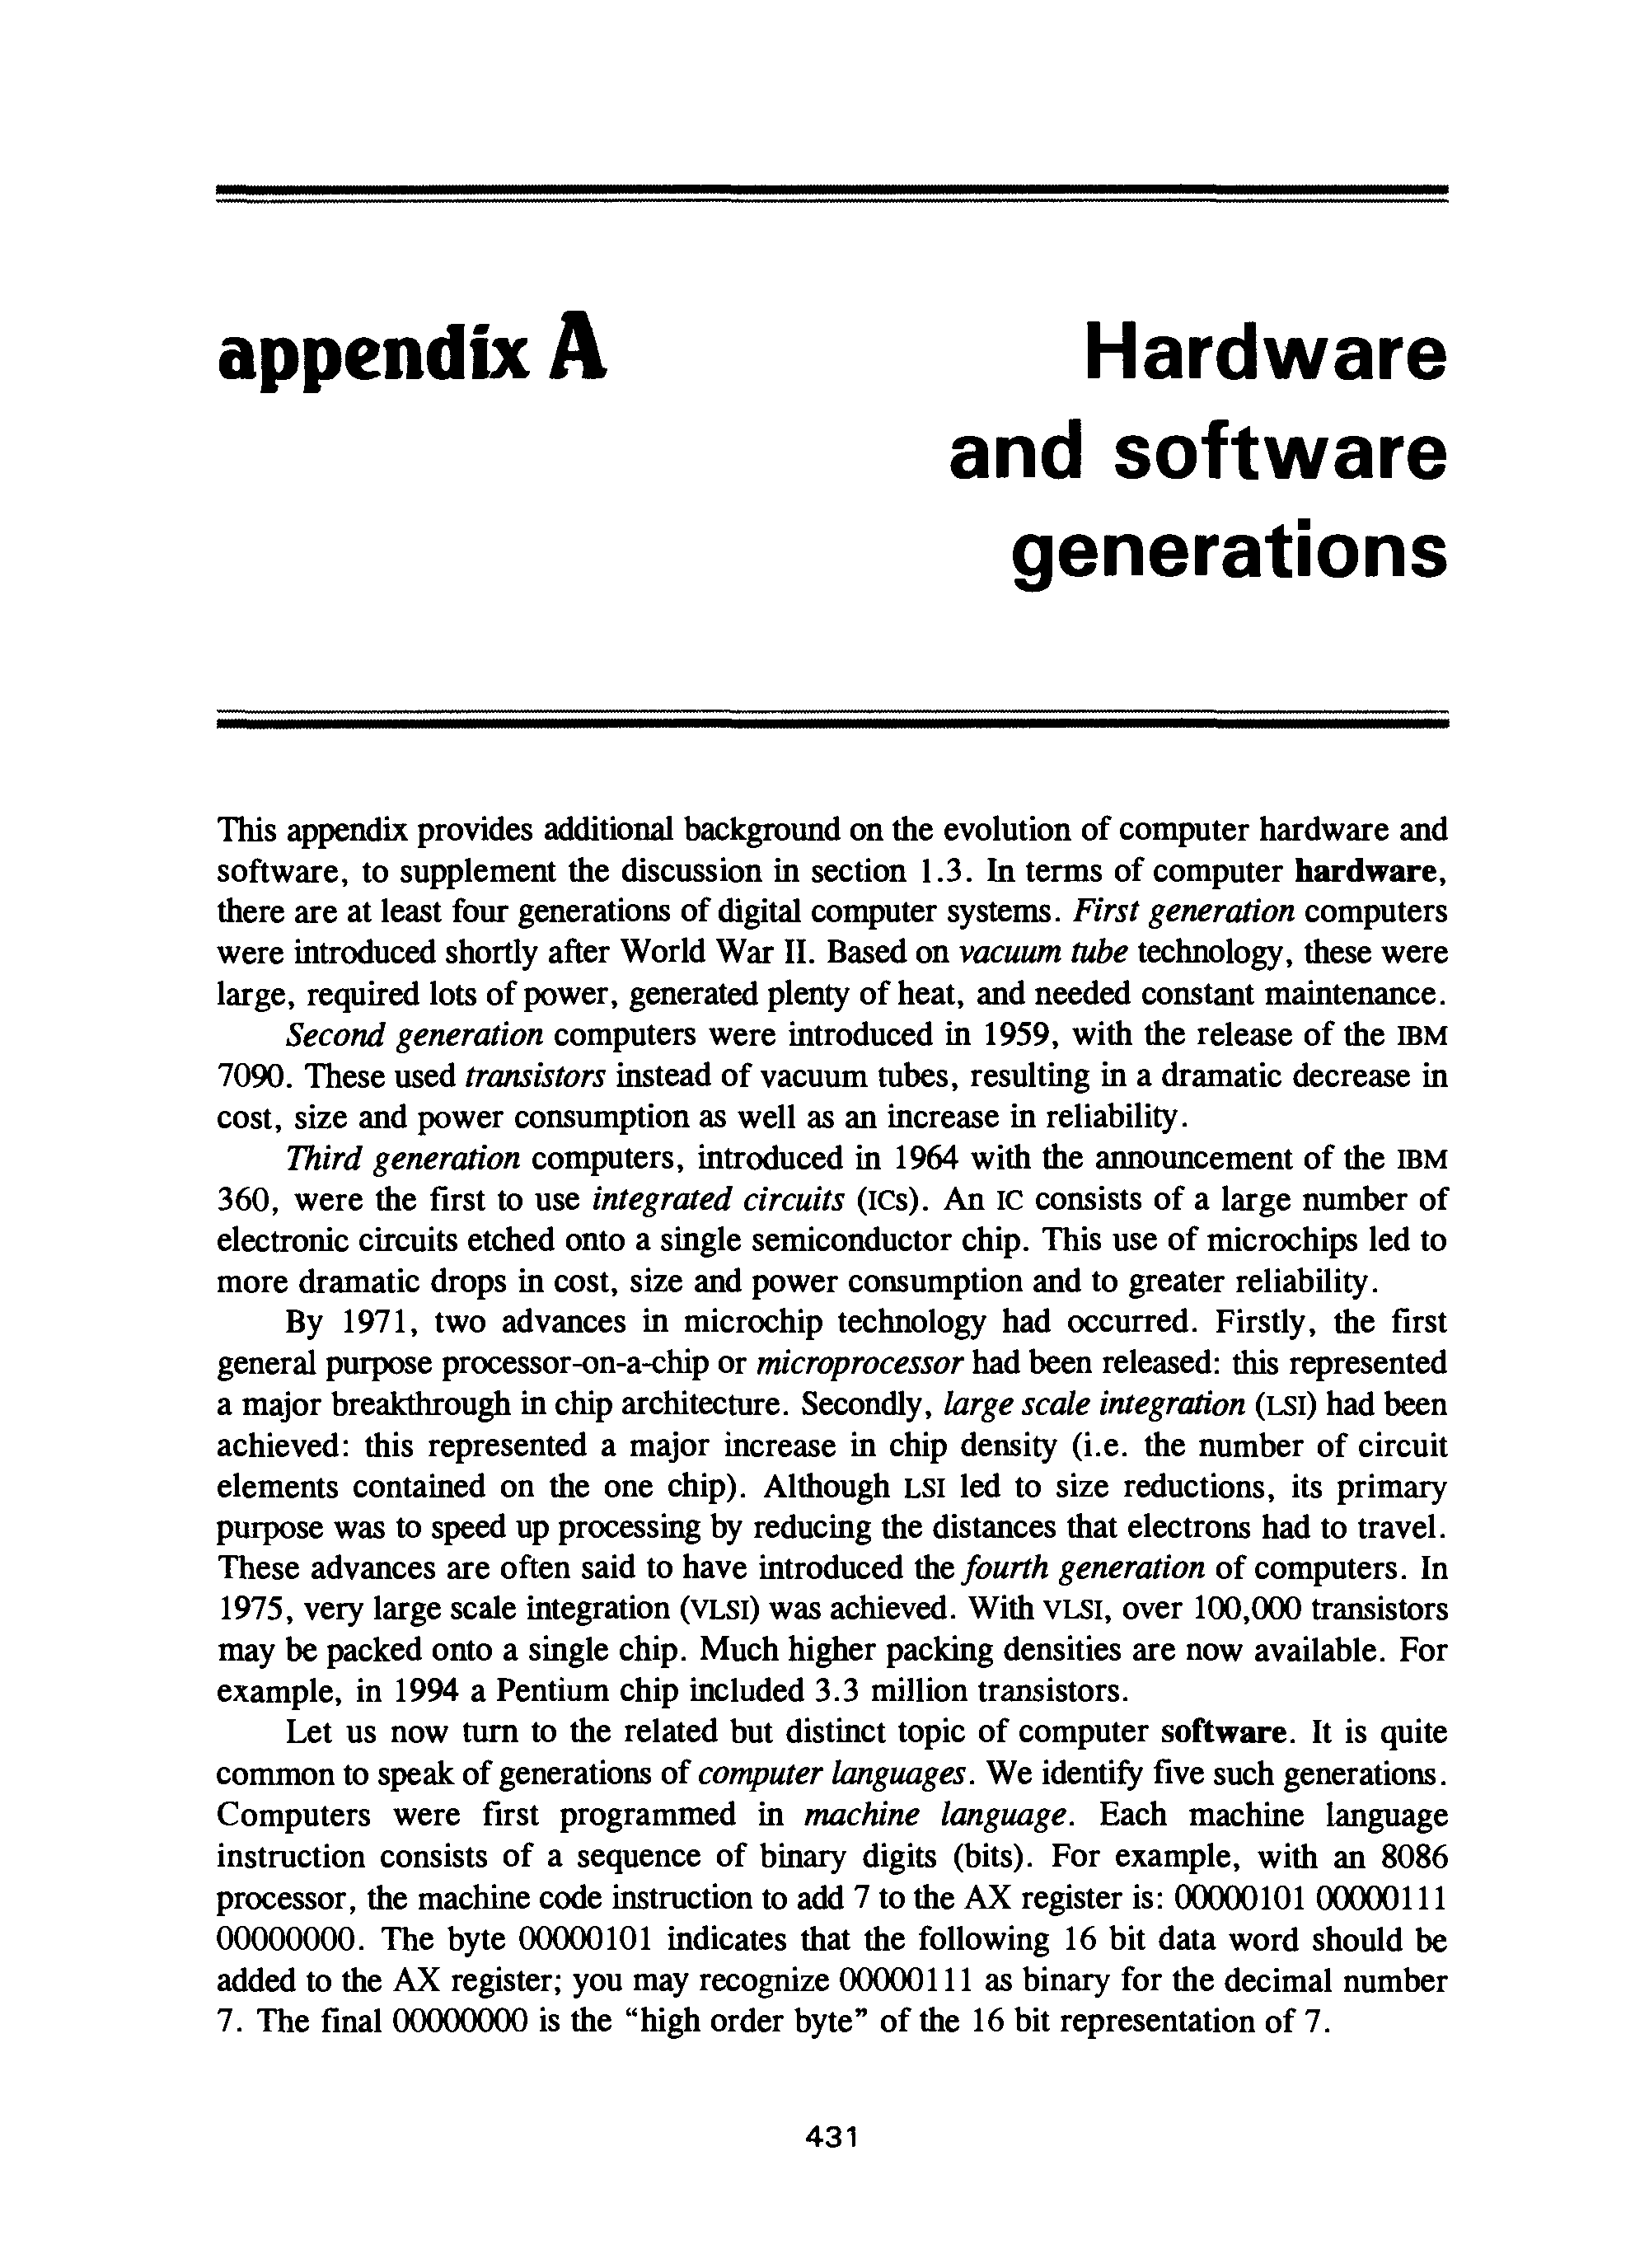 appendix A
Hardware
and software
generations
This appendix provides additional background on the evolution of computer hardware and
software, to supplement the discussion in section 1.3. In terms of computer hardware,
there are at least four generations of digital computer systems. First generation computers
were introduced shortly after World War II. Based on vacuum tube technology, these were
large, required lots of power, generated plenty of heat, and needed constant maintenance.
Second generation computers were introduced in 1959, with the release of the IBM
7090. These used transistors instead of vacuum tubes, resulting in a dramatic decrease in
cost, size and power consumption as well as an increase in reliability.
Third generation computers, introduced in 1964 with the announcement of the IBM
360, were the first to use integrated circuits (ICs). An IC consists of a large number of
electronic circuits etched onto a single semiconductor chip. This use of microchips led to
more dramatic drops in cost, size and power consumption and to greater reliability.
By 1971, two advances in microchip technology had occurred. Firstly, the first
general purpose processor-on-a-chip or microprocessor had been released: this represented
a major breakthrough in chip architecture. Secondly, large scale integration (LSI) had been
achieved: this represented a major increase in chip density (i.e. the number of circuit
elements contained on the one chip). Although LSI led to size reductions, its primary
purpose was to speed up processing by reducing the distances that electrons had to travel.
These advances are often said to have introduced the fourth generation of computers. In
1975, very large scale integration (VLSI) was achieved. With VLSI, over 100,000 transistors
may be packed onto a single chip. Much higher packing densities are now available. For
example, in 1994 a Pentium chip included 3.3 million transistors.
Let us now turn to the related but distinct topic of computer software. It is quite
common to speak of generations of computer languages. We identify five such generations.
Computers were first programmed in machine language. Each machine language
instruction consists of a sequence of binary digits (bits). For example, with an 8086
processor, the machine code instruction to add 7 to the AX register is: 00000101 00000111
00000000. The byte 00000101 indicates that the following 16 bit data word should be
added to the AX register; you may recognize 00000111 as binary for the decimal number
7. The final 00000000 is the “high order byte” of the 16 bit representation of 7.
431